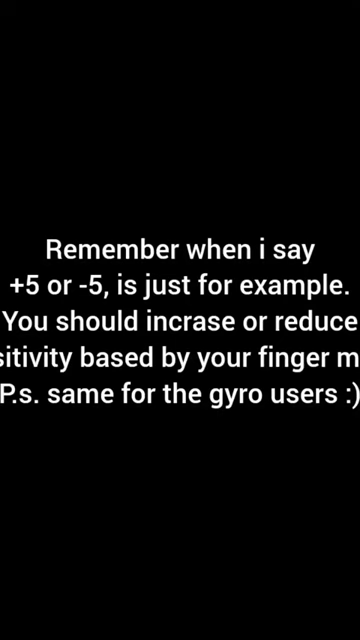 Remember when i say
+5 or -5, is just for example.
You should incrase or reduce
sitivity based by your finger m
P.s. same for the gyro users :)